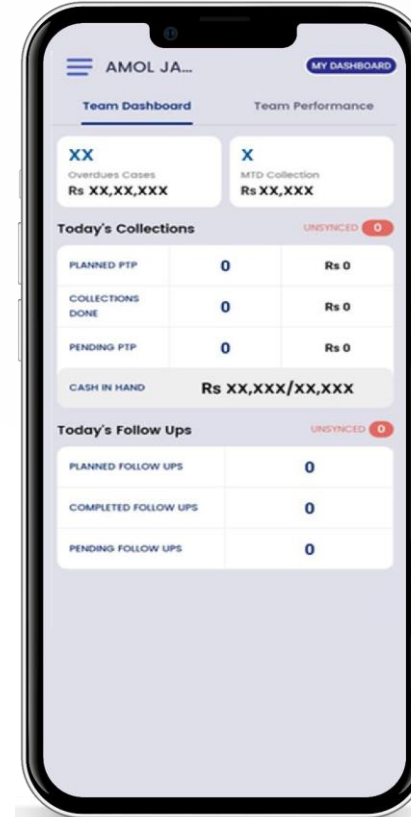 AMOL JA...
MY DASHBOARD
Team Dashboard
Team Performance
XX
Overdues Cases
Rs XX,XX,XXX
X
MTD Collection
Rs XX,XXX
Today's Collections
UNSYNCED 0
PLANNED PTP 0 Rs 0
COLLECTIONS
DONE 0 Rs 0
PENDING PTP 0 Rs 0
CASH IN HAND Rs XX,XXX/XX,XXX
Today's Follow Ups
UNSYNCED 0
PLANNED FOLLOW UPS 0
COMPLETED FOLLOW UPS 0
PENDING FOLLOW UPS 0